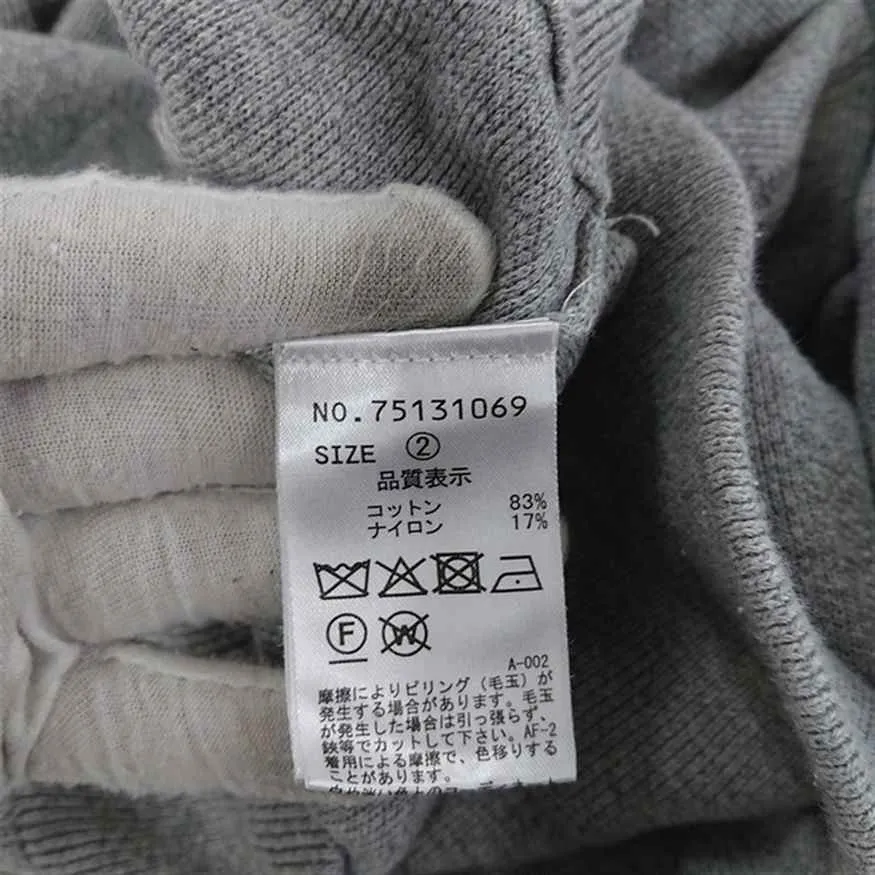 NO.75131069
SIZE ②
品質表示
コットン 83%
ナイロン 17%
F W
A-002
摩擦によりピリング(毛玉)が
発生する場合があります。毛玉
が発生した場合は引っ張らず、
鋏等でカットして下さい。AF-2
着用による摩擦で、色移りする
ことがあります。